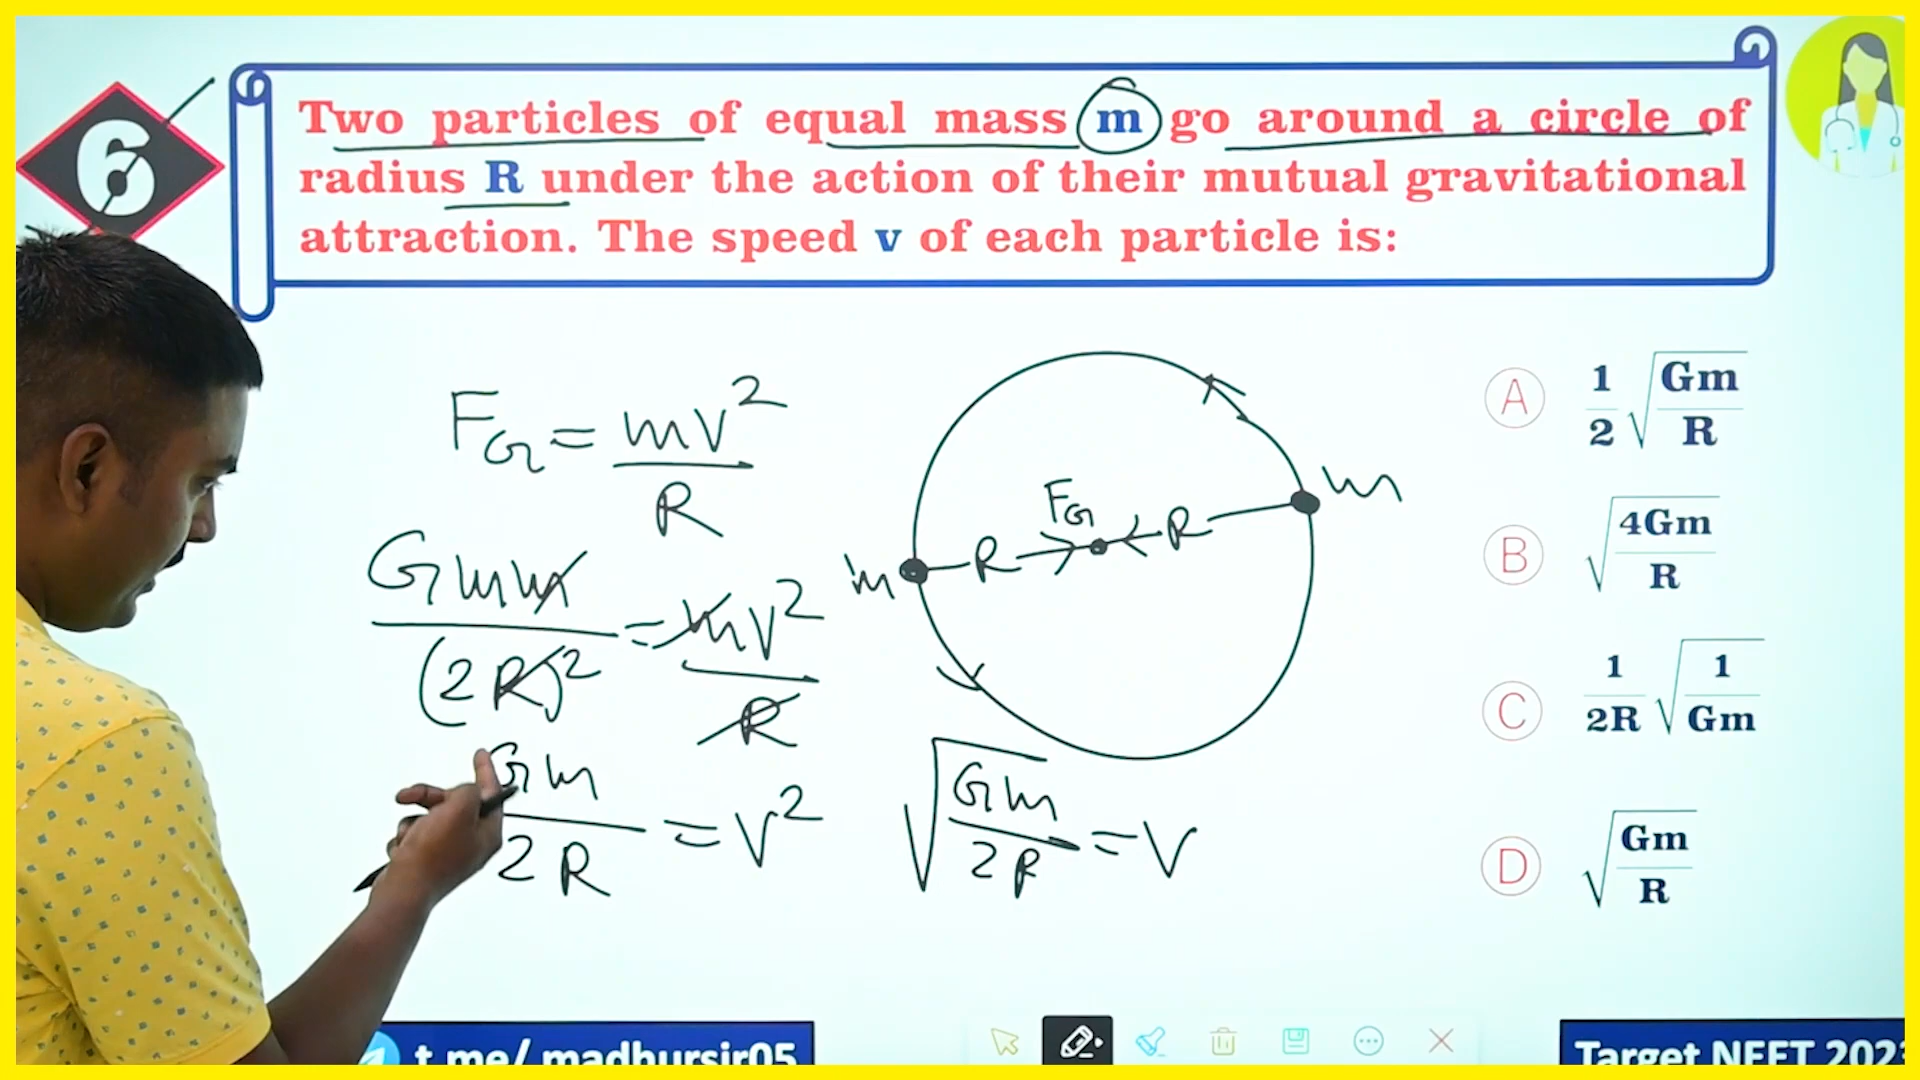 6
Two particles of equal mass m go around a circle of
radius R under the action of their mutual gravitational
attraction. The speed v of each particle is:
F_G = mv²/R
Gmm/(2R)² = mv²/R
Gm/2R = v²
√(Gm/2R) = v
m
R
F_G
R
m
A 1/2 √(Gm/R)
B √(4Gm/R)
C 1/2R √(1/Gm)
D √(Gm/R)
t.me/madhursir05
Target NEET 202